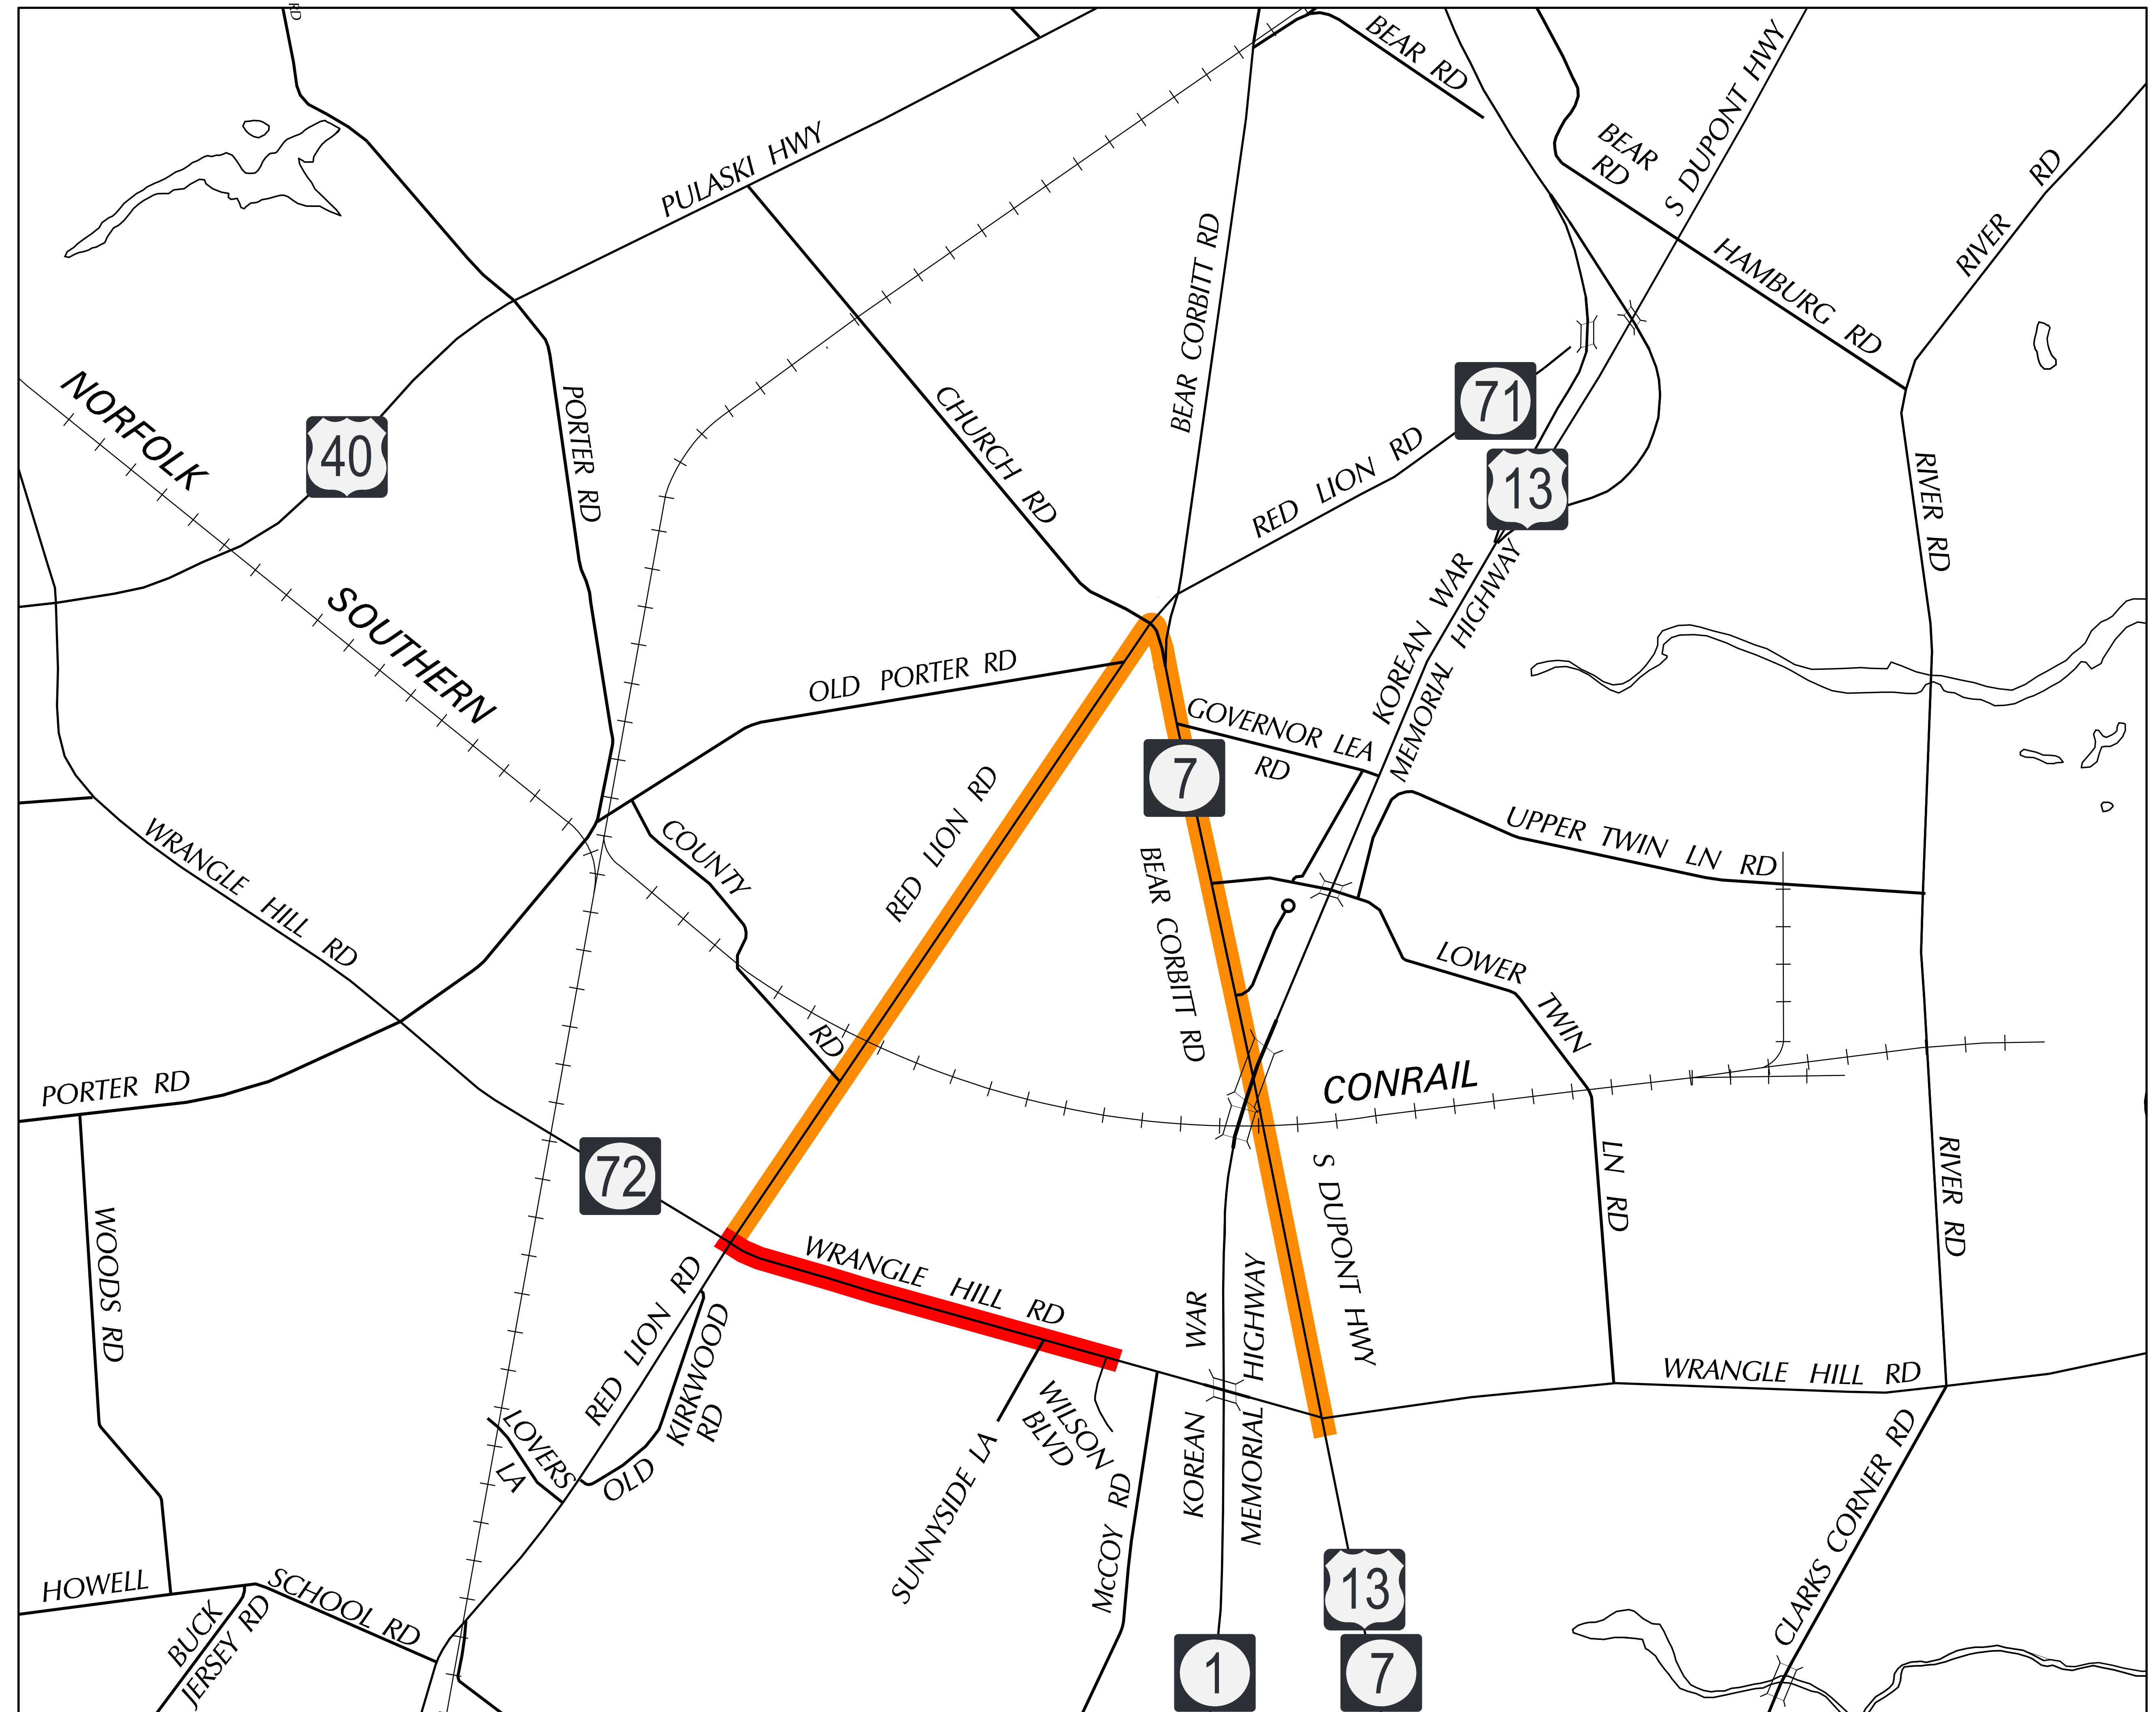 RD
BEAR RD
S DUPONT HWY
PULASKI HWY
BEAR
RD
RD
RIVER
BEAR CORBITT RD
HAMBURG RD
NORFOLK
40
PORTER RD
CHURCH RD
71
RED LION RD
13
RIVER RD
SOUTHERN
KOREAN WAR
MEMORIAL HIGHWAY
OLD PORTER RD
GOVERNOR LEA
RD
7
RED LION RD
WRANGLE HILL RD
COUNTY
RD
BEAR CORBITT RD
UPPER TWIN LN RD
LOWER TWIN
LN RD
PORTER RD
CONRAIL
72
S DUPONT HWY
RIVER RD
WOODS RD
WRANGLE HILL RD
RED LION RD
OLD
KIRKWOOD
RD
KOREAN WAR
MEMORIAL HIGHWAY
WRANGLE HILL RD
LOVERS
LA
WILSON
BLVD
SUNNYSIDE LA
McCOY RD
CLARKS CORNER RD
HOWELL SCHOOL RD
BUCK
JERSEY RD
13
1
7